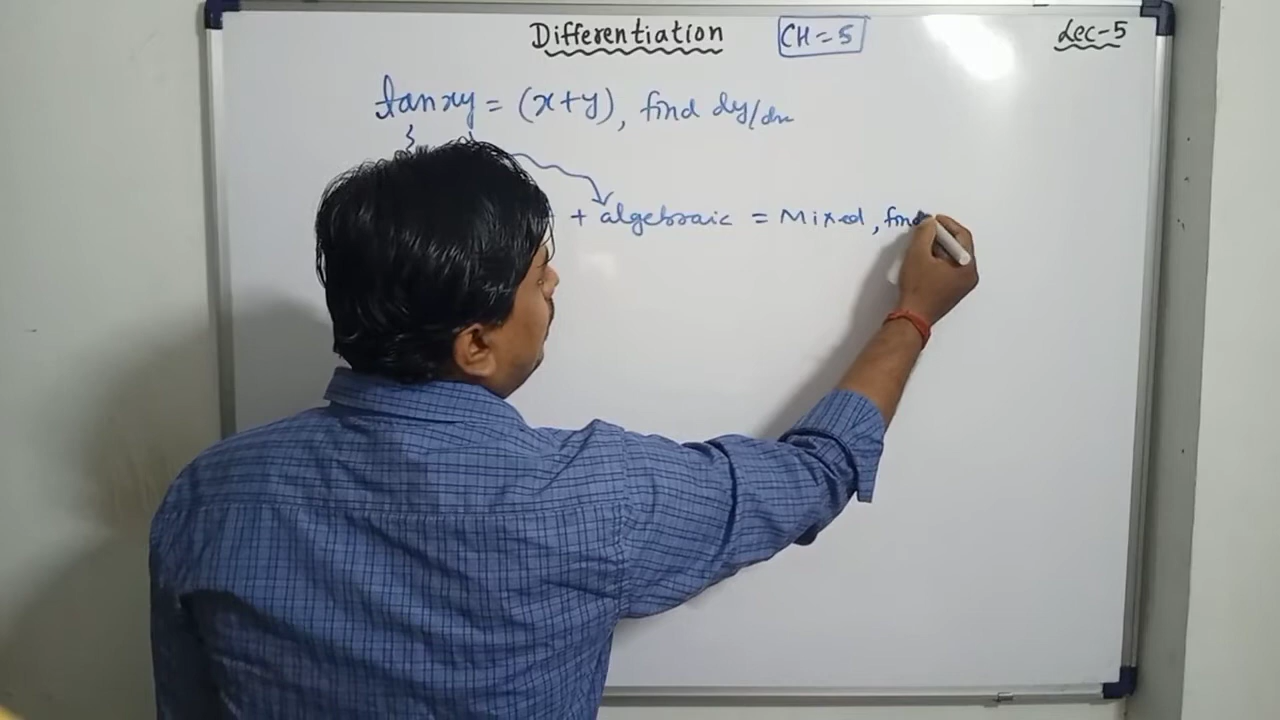 Differentiation CH = 5 Lec-5
tan xy = (x+y), find dy/dx
+ algebraic = Mixed, find